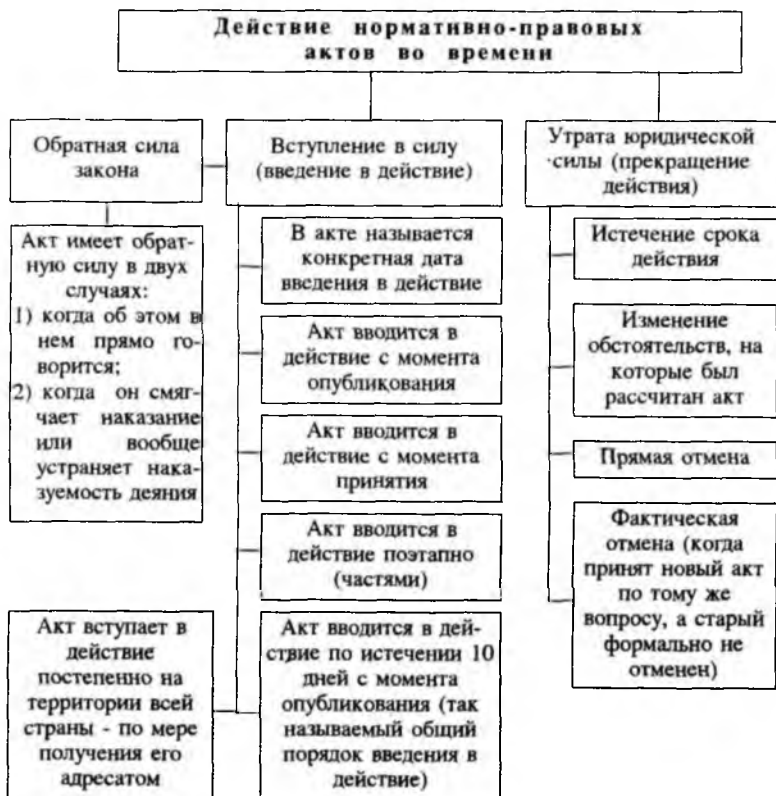 Действие нормативно-правовых
актов во времени
Обратная сила
закона
Вступление в силу
(введение в действие)
Утрата юридической
силы (прекращение
действия)
Акт имеет обрат-
ную силу в двух
случаях:
1) когда об этом в
нем прямо го-
ворится;
2) когда он смяг-
чает наказание
или вообще
устраняет нака-
зуемость деяния
В акте называется
конкретная дата
введения в действие
Акт вводится в
действие с момента
опубликования
Акт вводится в
действие с момента
принятия
Акт вводится в
действие поэтапно
(частями)
Акт вступает в
действие
постепенно на
территории всей
страны - по мере
получения его
адресатом
Акт вводится в дей-
ствие по истечении 10
дней с момента
опубликования (так
называемый общий
порядок введения в
действие)
Истечение срока
действия
Изменение
обстоятельств, на
которые был
рассчитан акт
Прямая отмена
Фактическая
отмена (когда
принят новый акт
по тому же
вопросу, а старый
формально не
отменен)